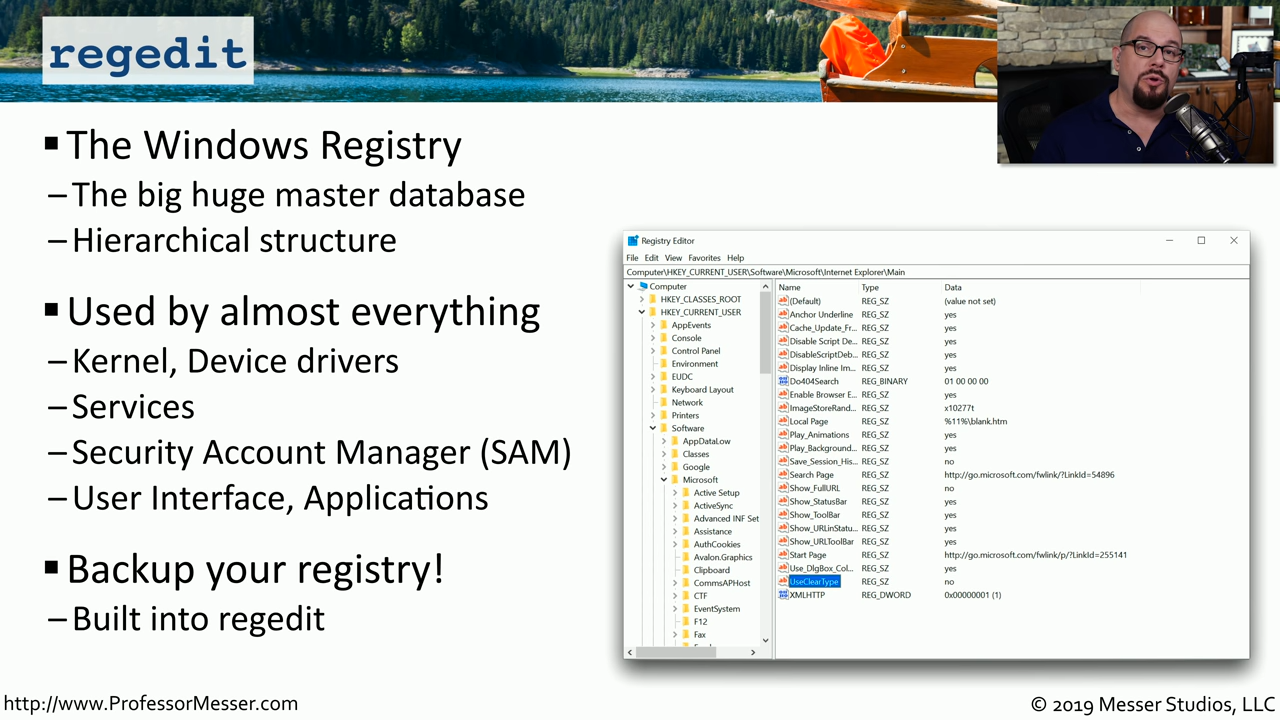 regedit
The Windows Registry
–The big huge master database
–Hierarchical structure
Used by almost everything
–Kernel, Device drivers
–Services
–Security Account Manager (SAM)
–User Interface, Applications
Backup your registry!
–Built into regedit
Registry Editor
File Edit View Favorites Help
Computer\HKEY_CURRENT_USER\Software\Microsoft\Internet Explorer\Main
Computer
HKEY_CLASSES_ROOT
HKEY_CURRENT_USER
AppEvents
Console
Control Panel
Environment
EUDC
Keyboard Layout
Network
Printers
Software
AppDataLow
Classes
Google
Microsoft
Active Setup
ActiveSync
Advanced INF Set
Assistance
AuthCookies
Avalon.Graphics
Clipboard
CommsAPHost
CTF
EventSystem
F12
Fax
Name Type Data
(Default) REG_SZ (value not set)
Anchor Underline REG_SZ yes
Cache_Update_Fr... REG_SZ yes
Disable Script De... REG_SZ yes
DisableScriptDeb... REG_SZ yes
Display Inline Im... REG_SZ yes
Do404Search REG_BINARY 01 00 00 00
Enable Browser E... REG_SZ yes
ImageStoreRand... REG_SZ x10277t
Local Page REG_SZ %11%\blank.htm
Play_Animations REG_SZ yes
Play_Background... REG_SZ yes
Save_Session_His... REG_SZ no
Search Page REG_SZ http://go.microsoft.com/fwlink/?LinkId=54896
Show_FullURL REG_SZ no
Show_StatusBar REG_SZ yes
Show_ToolBar REG_SZ yes
Show_URLinStatu... REG_SZ yes
Show_URLToolBar REG_SZ yes
Start Page REG_SZ http://go.microsoft.com/fwlink/p/?LinkId=255141
Use_DlgBox_Col... REG_SZ yes
UseClearType REG_SZ no
XMLHTTP REG_DWORD 0x00000001 (1)
http://www.ProfessorMesser.com
© 2019 Messer Studios, LLC